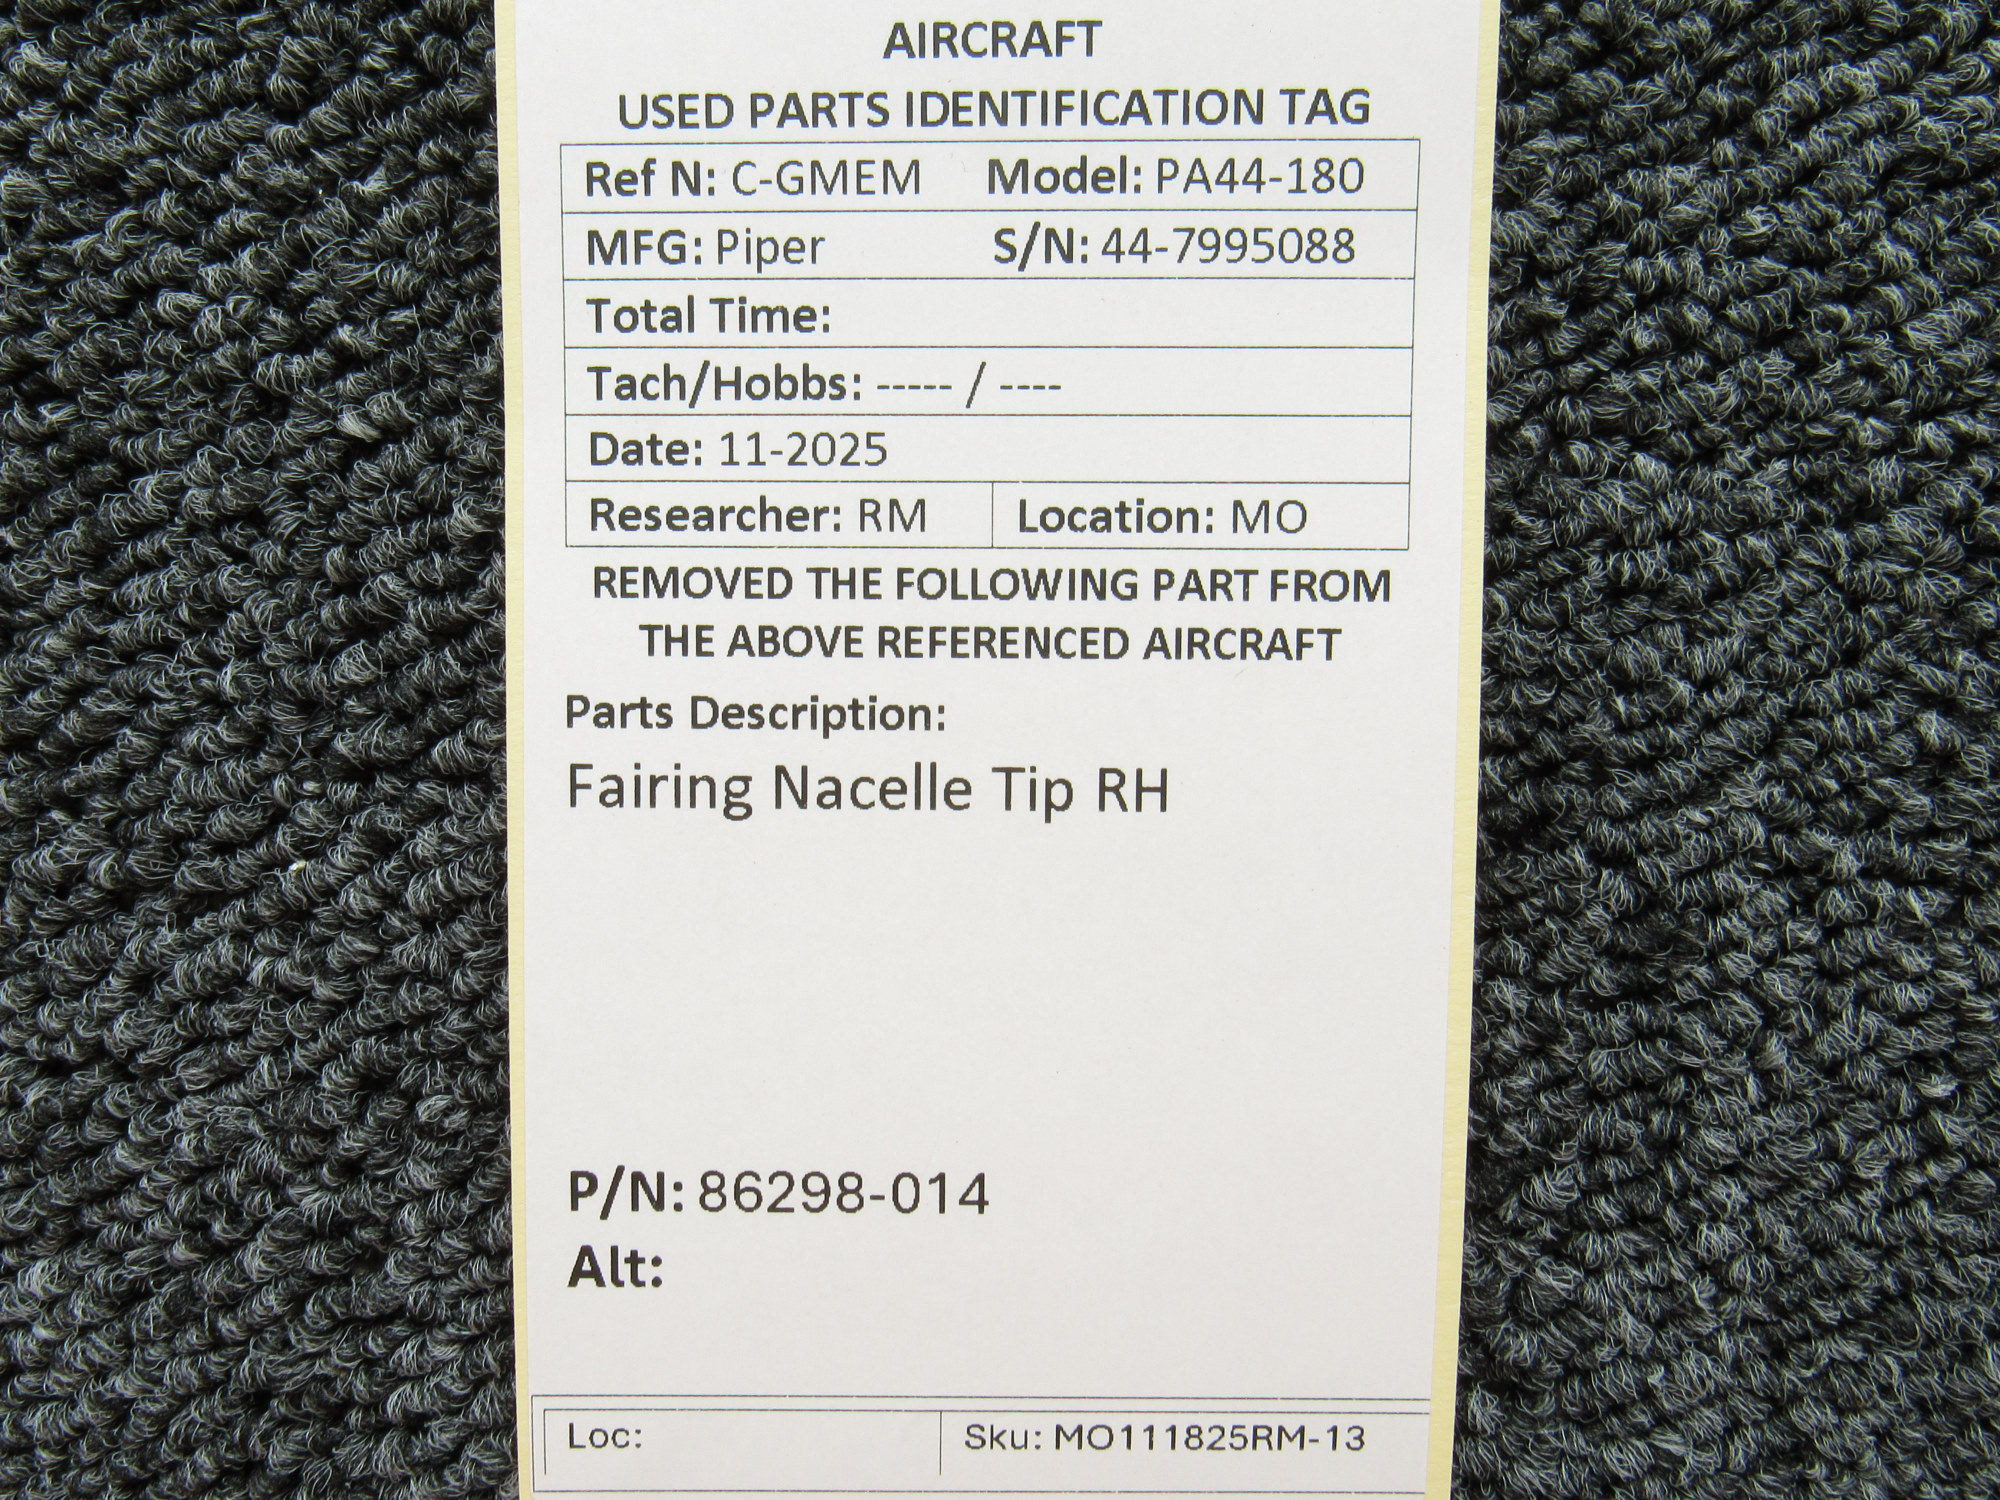 AIRCRAFT
USED PARTS IDENTIFICATION TAG
Ref N: C-GMEM Model: PA44-180
MFG: Piper S/N: 44-7995088
Total Time:
Tach/Hobbs: ----- / ----
Date: 11-2025
Researcher: RM Location: MO
REMOVED THE FOLLOWING PART FROM
THE ABOVE REFERENCED AIRCRAFT
Parts Description:
Fairing Nacelle Tip RH
P/N: 86298-014
Alt:
Loc: Sku: MO111825RM-13